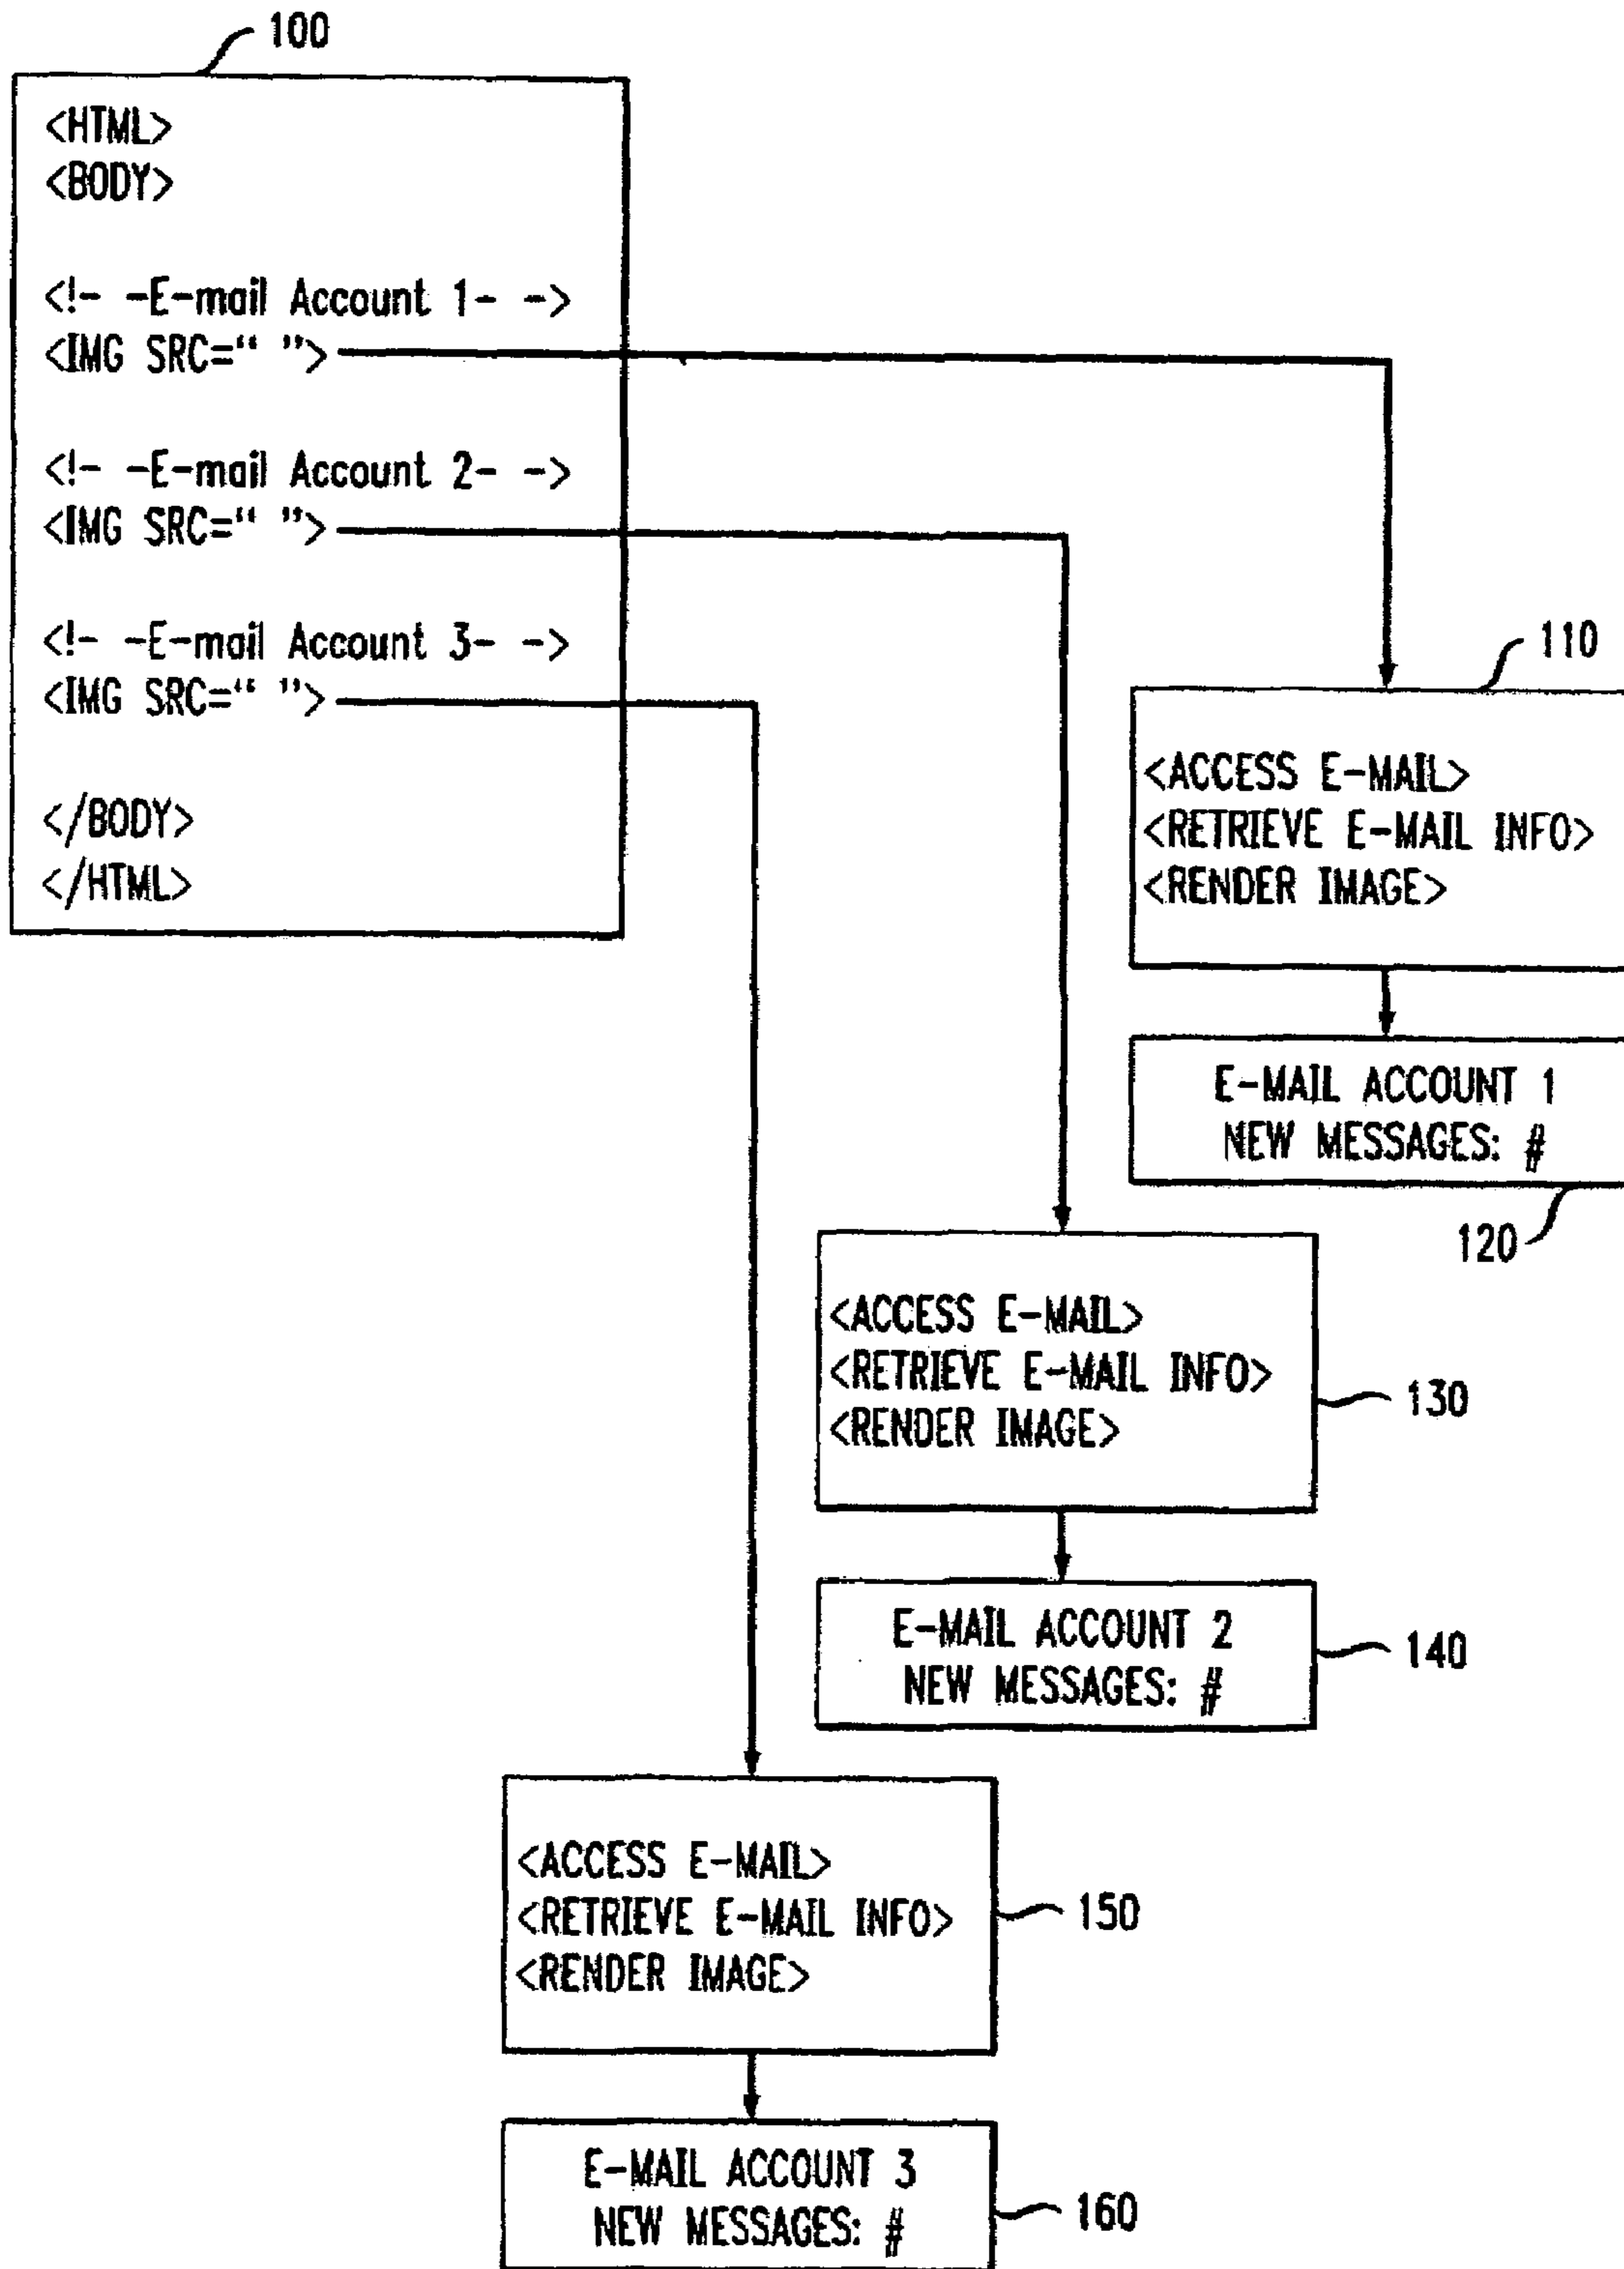 100
<HTML>
<BODY>
<!- -E-mail Account 1- ->
<IMG SRC=“ ”>
<!- -E-mail Account 2- ->
<IMG SRC=“ ”>
<!- -E-mail Account 3- ->
<IMG SRC=“ ”>
</BODY>
</HTML>
110
<ACCESS E-MAIL>
<RETRIEVE E-MAIL INFO>
<RENDER IMAGE>
E-MAIL ACCOUNT 1
NEW MESSAGES: #
120
<ACCESS E-MAIL>
<RETRIEVE E-MAIL INFO>
<RENDER IMAGE>
130
E-MAIL ACCOUNT 2
NEW MESSAGES: #
140
<ACCESS E-MAIL>
<RETRIEVE E-MAIL INFO>
<RENDER IMAGE>
150
E-MAIL ACCOUNT 3
NEW MESSAGES: #
160